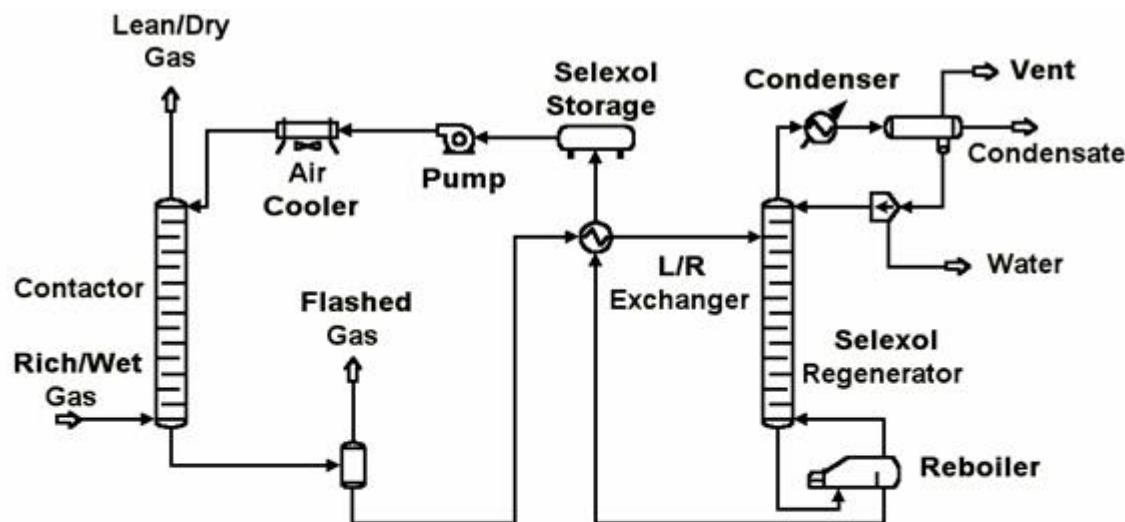 Lean/Dry
Gas
Selexol
Storage
Condenser
Vent
Condensate
Air
Cooler
Pump
Contactor
L/R
Exchanger
Water
Flashed
Gas
Rich/Wet
Gas
Selexol
Regenerator
Reboiler